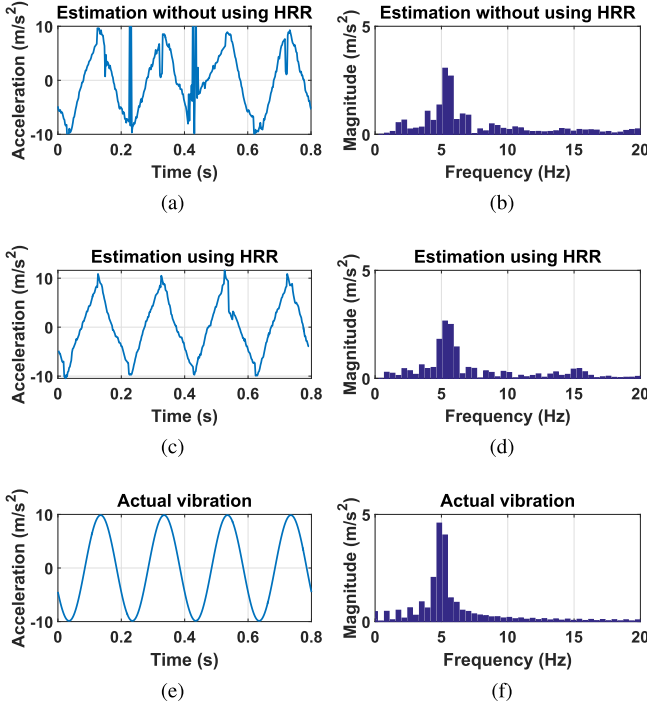 Estimation without using HRR
Acceleration (m/s²)
10
0
-10
0
0.2
0.4
0.6
0.8
Time (s)
(a)
Estimation without using HRR
Magnitude (m/s²)
5
0
0
5
10
15
20
Frequency (Hz)
(b)
Estimation using HRR
Acceleration (m/s²)
10
0
-10
0
0.2
0.4
0.6
0.8
Time (s)
(c)
Estimation using HRR
Magnitude (m/s²)
5
0
0
5
10
15
20
Frequency (Hz)
(d)
Actual vibration
Acceleration (m/s²)
10
0
-10
0
0.2
0.4
0.6
0.8
Time (s)
(e)
Actual vibration
Magnitude (m/s²)
5
0
0
5
10
15
20
Frequency (Hz)
(f)